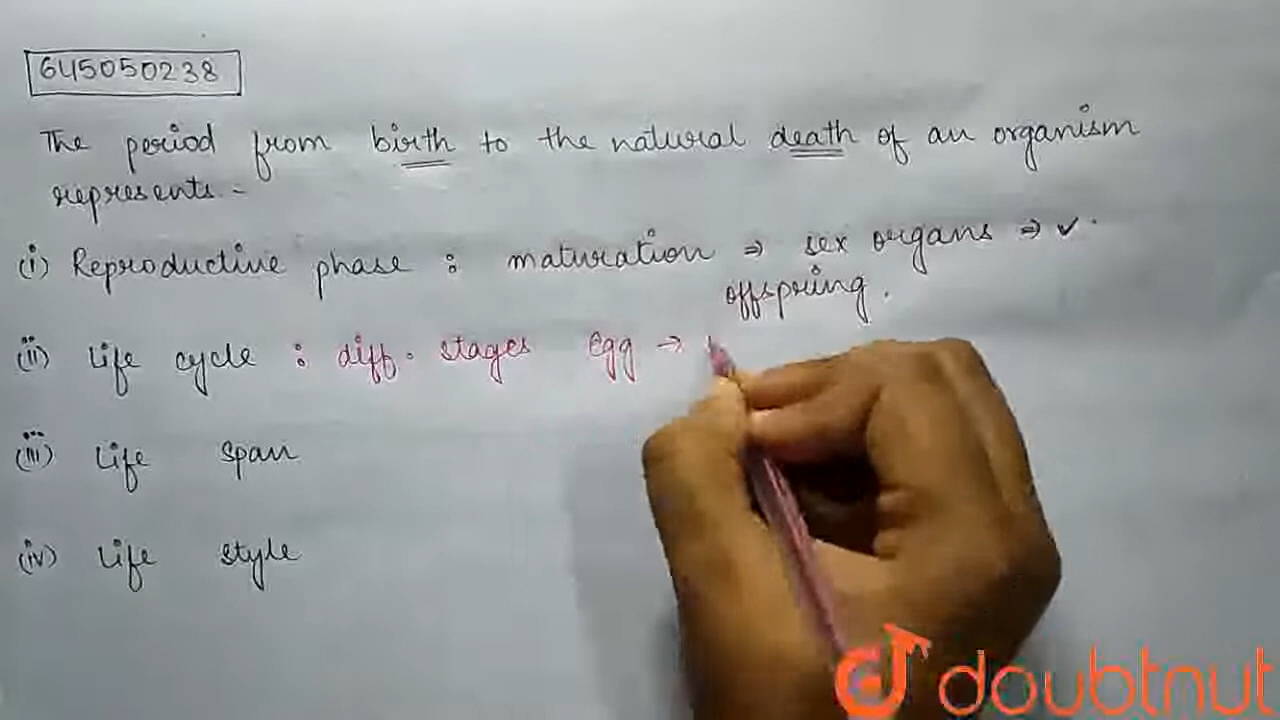 645050238
The period from birth to the natural death of an organism
represents -
(i) Reproductive phase : maturation ⇒ sex organs ⇒ ✓
offspring.
(ii) Life cycle : diff. stages egg →
(iii) Life span
(iv) Life style
doubtnut